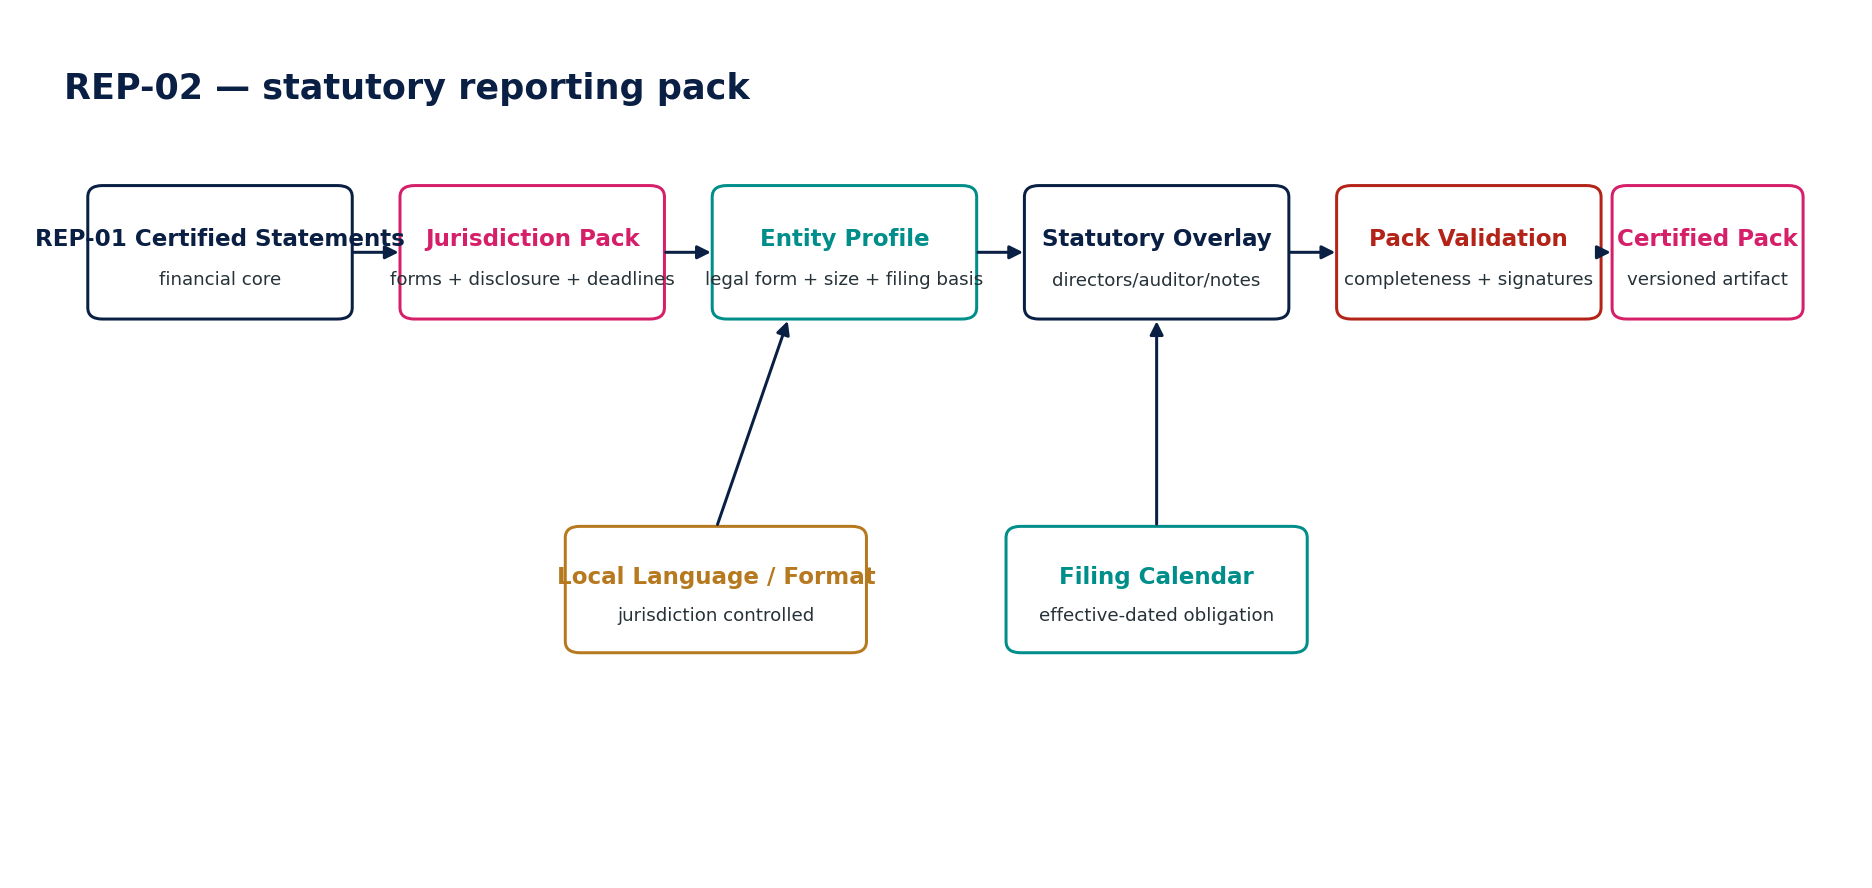 REP-02 — statutory reporting pack
REP-01 Certified Statements
financial core
Jurisdiction Pack
forms + disclosure + deadlines
Entity Profile
legal form + size + filing basis
Statutory Overlay
directors/auditor/notes
Pack Validation
completeness + signatures
Certified Pack
versioned artifact
Local Language / Format
jurisdiction controlled
Filing Calendar
effective-dated obligation